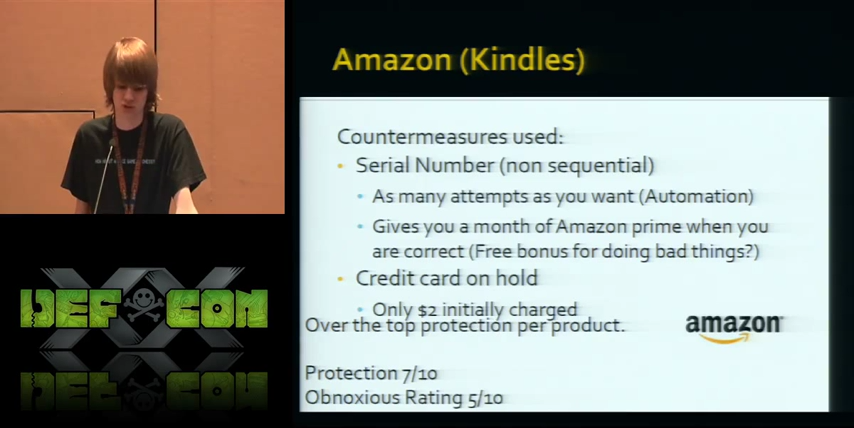 Amazon (Kindles)
Countermeasures used:
• Serial Number (non sequential)
• As many attempts as you want (Automation)
• Gives you a month of Amazon prime when you
are correct (Free bonus for doing bad things?)
• Credit card on hold
• Only $2 initially charged
Over the top protection per product.
amazon
Protection 7/10
Obnoxious Rating 5/10
XX
DEF CON